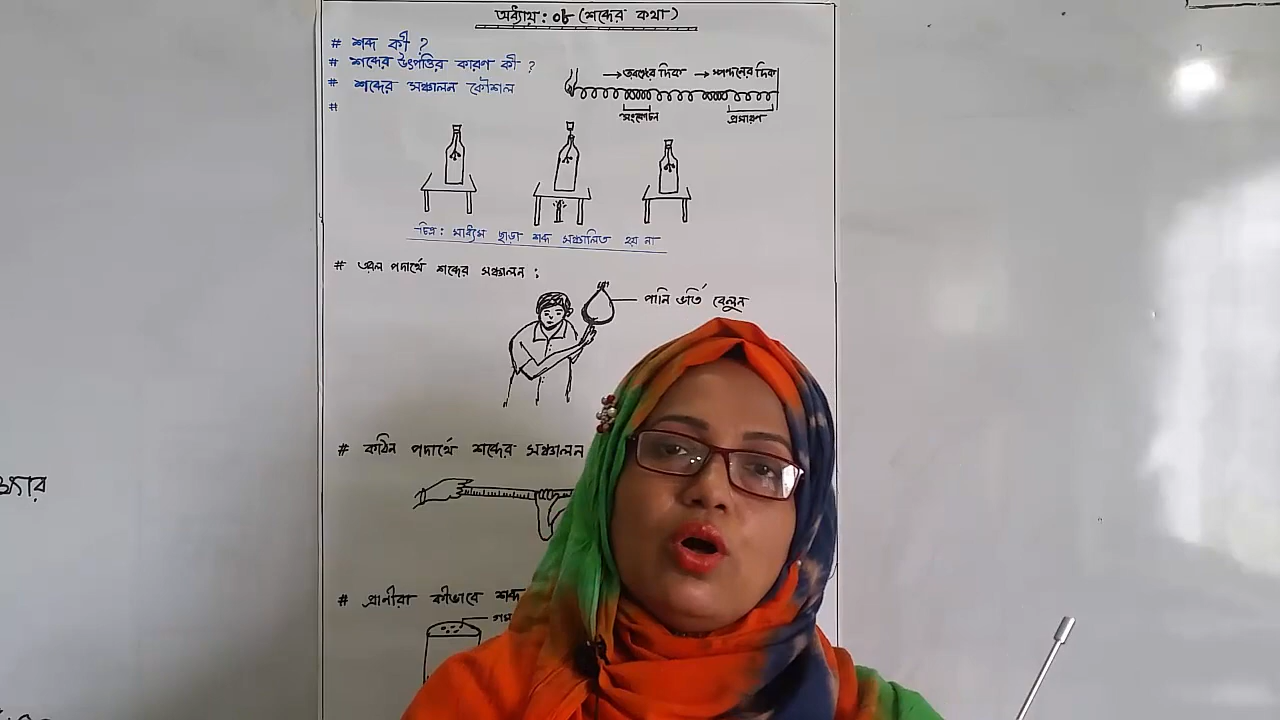 অধ্যায় : ০৮ (শব্দের কথা)
# শব্দ কী ?
# শব্দের উৎপত্তির কারণ কী ?
# শব্দের সঞ্চালন কৌশল
#
→ তরঙ্গের দিক → স্পন্দনের দিক
সংকোচন প্রসারণ
চিত্র : মাধ্যম ছাড়া শব্দ সঞ্চালিত হয় না
# তরল পদার্থে শব্দের সঞ্চালন :
পানি ভর্তি বেলুন
# কঠিন পদার্থে শব্দের সঞ্চালন
# প্রাণীরা কীভাবে শব্দ